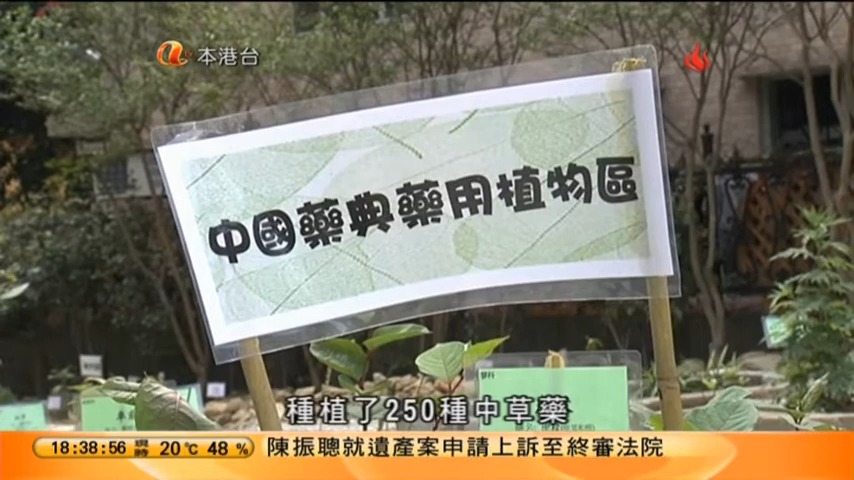 本港台
中國藥典藥用植物區
種植了250種中草藥
18:38:56 現時 20℃ 48%
陳振聰就遺產案申請上訴至終審法院